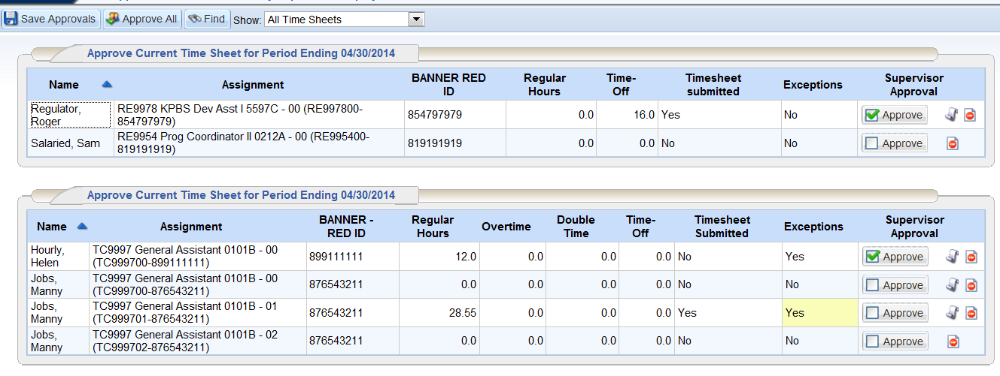 Save Approvals Approve All Find Show: All Time Sheets
Approve Current Time Sheet for Period Ending 04/30/2014
Name Assignment BANNER RED ID Regular Hours Time-Off Timesheet submitted Exceptions Supervisor Approval
Regulator, Roger RE9978 KPBS Dev Asst I 5597C - 00 (RE997800-854797979) 854797979 0.0 16.0 Yes No Approve
Salaried, Sam RE9954 Prog Coordinator II 0212A - 00 (RE995400-819191919) 819191919 0.0 0.0 No No Approve
Approve Current Time Sheet for Period Ending 04/30/2014
Name Assignment BANNER - RED ID Regular Hours Overtime Double Time Time-Off Timesheet Submitted Exceptions Supervisor Approval
Hourly, Helen TC9997 General Assistant 0101B - 00 (TC999700-899111111) 899111111 12.0 0.0 0.0 0.0 No Yes Approve
Jobs, Manny TC9997 General Assistant 0101B - 00 (TC999700-876543211) 876543211 0.0 0.0 0.0 0.0 No No Approve
Jobs, Manny TC9997 General Assistant 0101B - 01 (TC999701-876543211) 876543211 28.55 0.0 0.0 0.0 Yes Yes Approve
Jobs, Manny TC9997 General Assistant 0101B - 02 (TC999702-876543211) 876543211 0.0 0.0 0.0 0.0 No No Approve